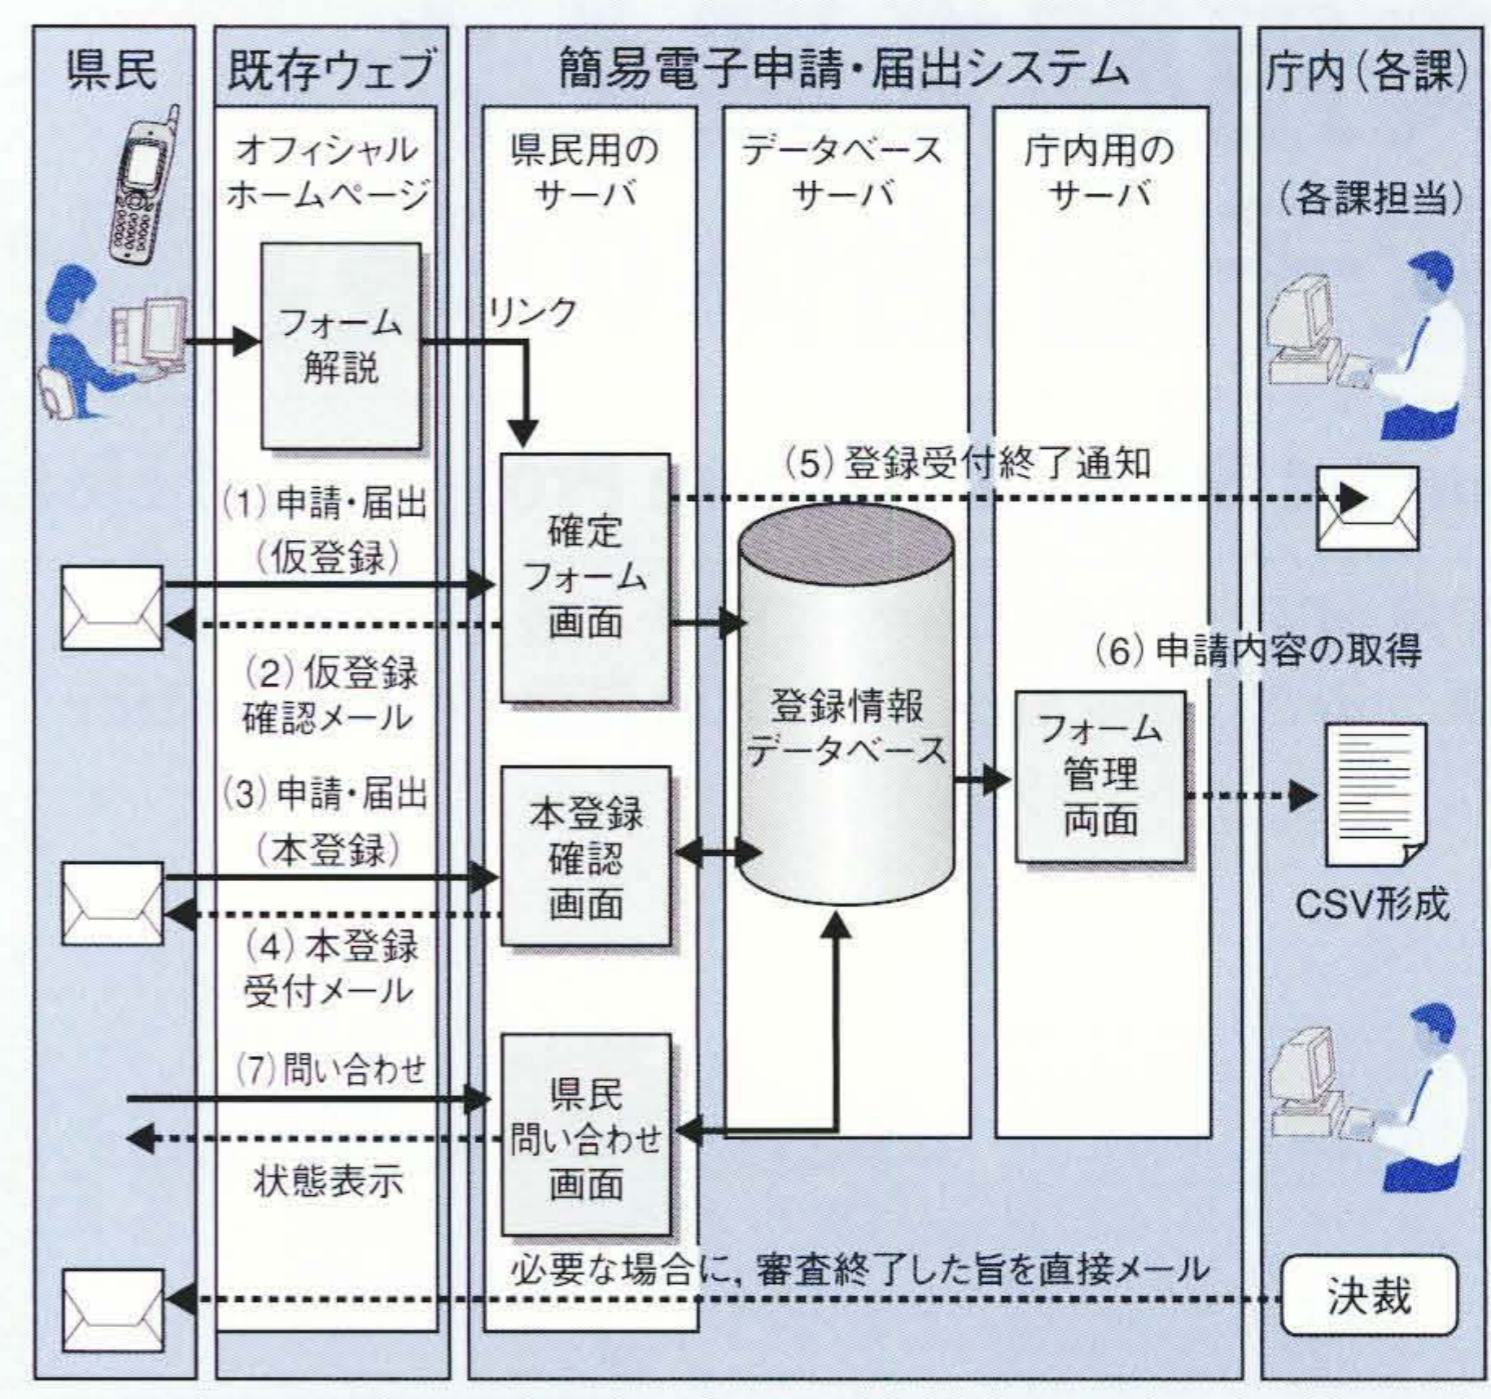 県民
既存ウェブ
簡易電子申請・届出システム
庁内（各課）
オフィシャル
ホームページ
県民用の
サーバ
データベース
サーバ
庁内用の
サーバ
（各課担当）
フォーム
解説
リンク
（5）登録受付終了通知
（1）申請・届出
（仮登録）
確定
フォーム
画面
（2）仮登録
確認メール
（6）申請内容の取得
登録情報
データベース
フォーム
管理
両面
（3）申請・届出
（本登録）
本登録
確認
画面
CSV形成
（4）本登録
受付メール
（7）問い合わせ
県民
問い合わせ
画面
状態表示
必要な場合に，審査終了した旨を直接メール
決裁